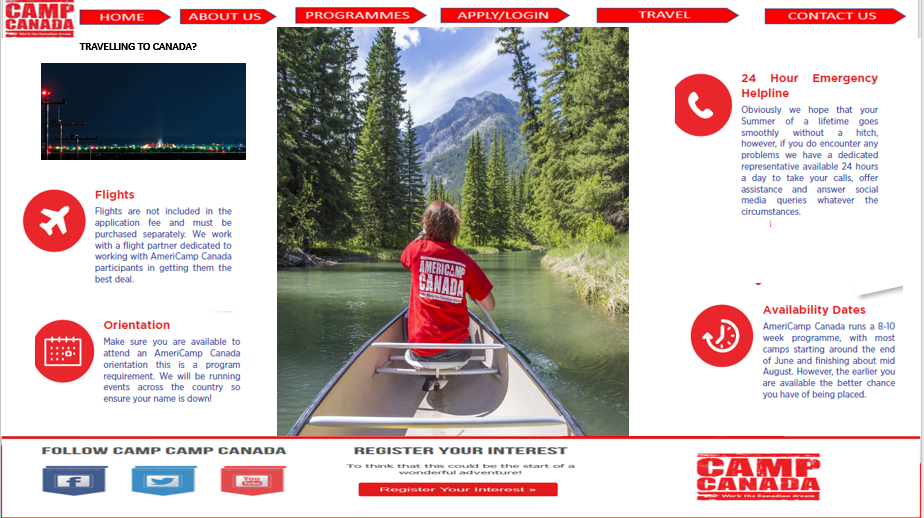 CAMP
CANADA
Work the Canadian dream
HOME
ABOUT US
PROGRAMMES
APPLY/LOGIN
TRAVEL
CONTACT US
TRAVELLING TO CANADA?
Flights
Flights are not included in the
application fee and must be
purchased separately. We work
with a flight partner dedicated to
working with AmeriCamp Canada
participants in getting them the
best deal.
Orientation
Make sure you are available to
attend an AmeriCamp Canada
orientation this is a program
requirement. We will be running
events across the country so
ensure your name is down!
AMERICAMP
CANADA
Work the Canadian dream
24 Hour Emergency
Helpline
Obviously we hope that your
Summer of a lifetime goes
smoothly without a hitch,
however, if you do encounter any
problems we have a dedicated
representative available 24 hours
a day to take your calls, offer
assistance and answer social
media queries whatever the
circumstances.
Availability Dates
AmeriCamp Canada runs a 8-10
week programme, with most
camps starting around the end
of June and finishing about mid
August. However, the earlier you
are available the better chance
you have of being placed.
FOLLOW CAMP CAMP CANADA
You
Tube
REGISTER YOUR INTEREST
To think that this could be the start of a
wonderful adventure!
Register Your Interest »
CAMP
CANADA
Work the Canadian dream